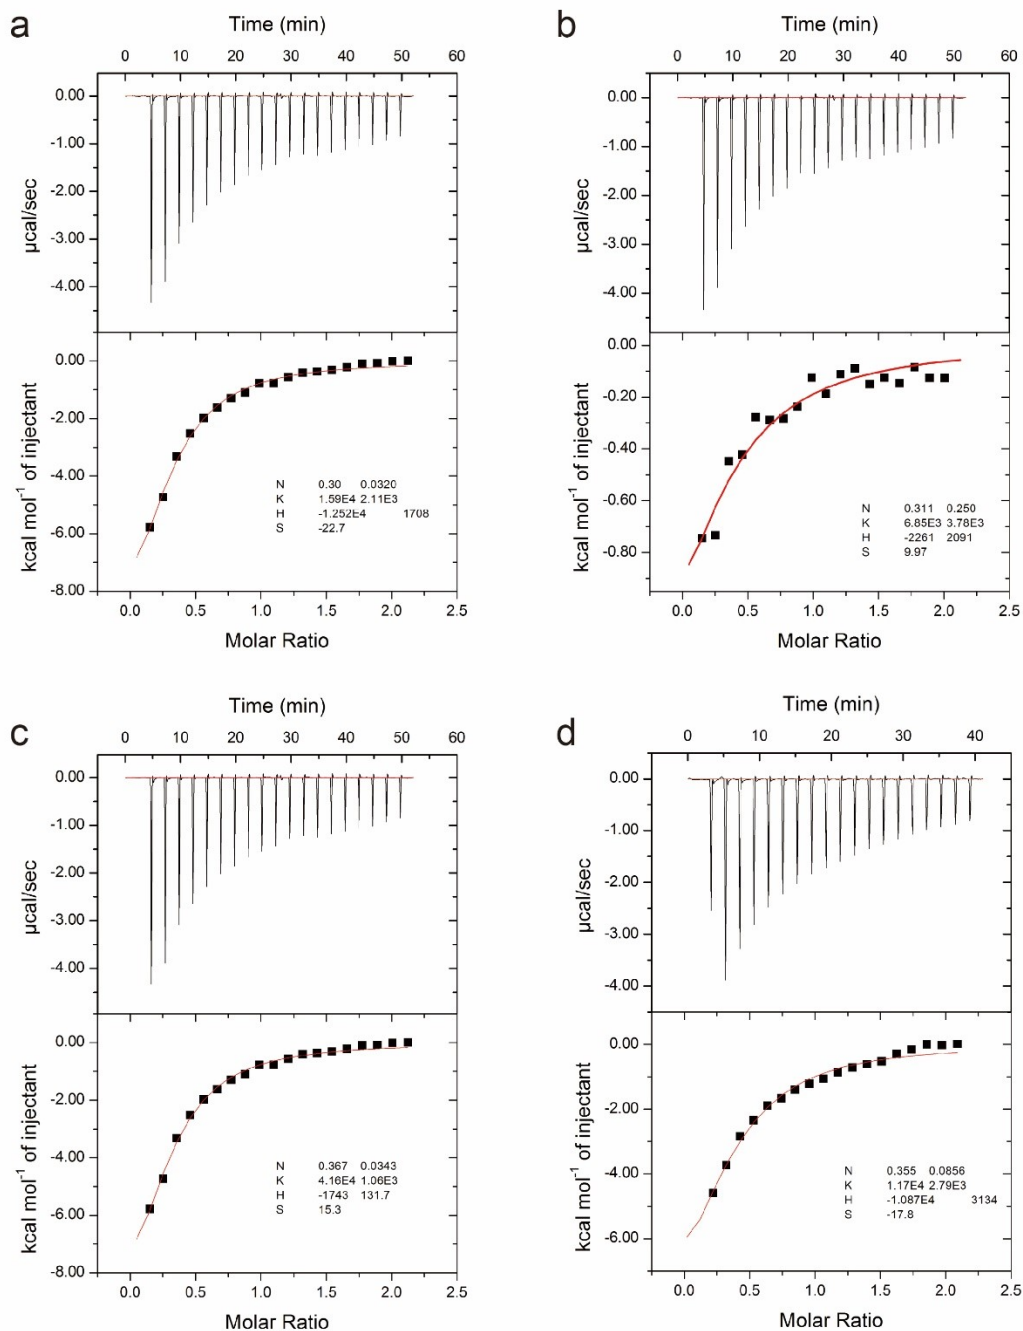 a
Time (min)
0 10 20 30 40 50 60
0.00
-1.00
-2.00
-3.00
-4.00
µcal/sec
0.00
-2.00
-4.00
-6.00
-8.00
kcal mol⁻¹ of injectant
N 0.30 0.0320
K 1.59E4 2.11E3
H -1.252E4 1708
S -22.7
0.0 0.5 1.0 1.5 2.0 2.5
Molar Ratio
b
Time (min)
0 10 20 30 40 50 60
0.00
-1.00
-2.00
-3.00
-4.00
µcal/sec
0.00
-0.20
-0.40
-0.60
-0.80
kcal mol⁻¹ of injectant
N 0.311 0.250
K 6.85E3 3.78E3
H -2261 2091
S 9.97
0.0 0.5 1.0 1.5 2.0 2.5
Molar Ratio
c
Time (min)
0 10 20 30 40 50 60
0.00
-1.00
-2.00
-3.00
-4.00
µcal/sec
0.00
-2.00
-4.00
-6.00
-8.00
kcal mol⁻¹ of injectant
N 0.367 0.0343
K 4.16E4 1.06E3
H -1743 131.7
S 15.3
0.0 0.5 1.0 1.5 2.0 2.5
Molar Ratio
d
Time (min)
0 10 20 30 40
0.00
-1.00
-2.00
-3.00
-4.00
µcal/sec
0.00
-2.00
-4.00
-6.00
kcal mol⁻¹ of injectant
N 0.355 0.0856
K 1.17E4 2.79E3
H -1.087E4 3134
S -17.8
0.0 0.5 1.0 1.5 2.0 2.5
Molar Ratio